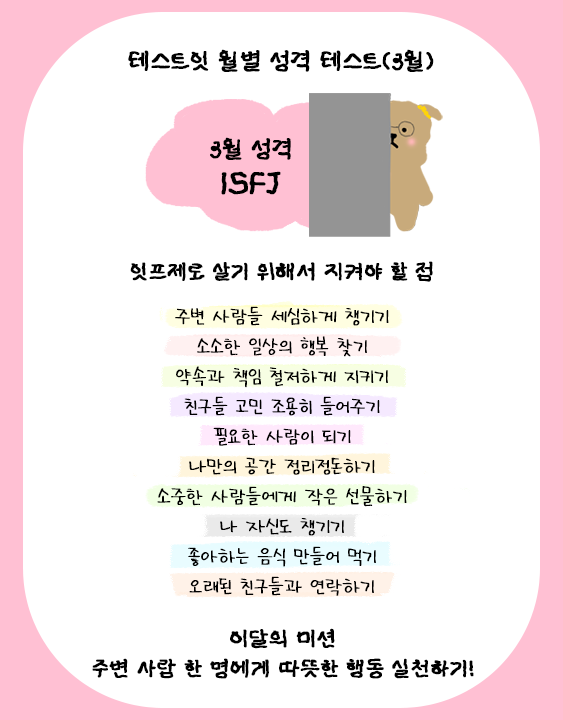 테스트잇 월별 성격 테스트(3월)
3월 성격
ISFJ
잇프제로 살기 위해서 지켜야 할 점
주변 사람들 세심하게 챙기기
소소한 일상의 행복 찾기
약속과 책임 철저하게 지키기
친구들 고민 조용히 들어주기
필요한 사람이 되기
나만의 공간 정리정돈하기
소중한 사람들에게 작은 선물하기
나 자신도 챙기기
좋아하는 음식 만들어 먹기
오래된 친구들과 연락하기
이달의 미션
주변 사람 한 명에게 따뜻한 행동 실천하기!